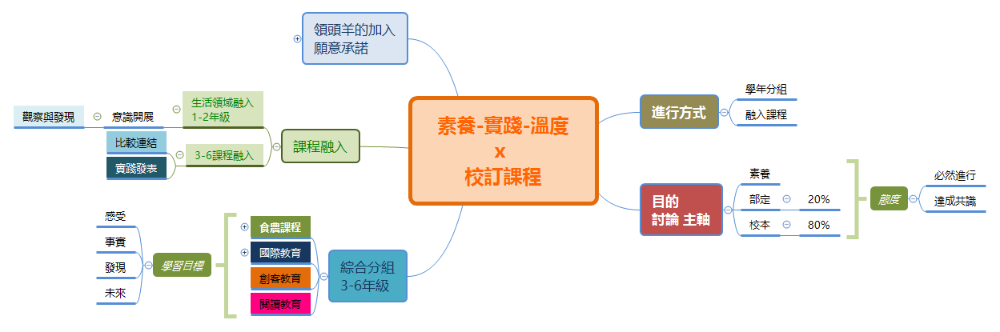 素養-實踐-溫度
x
校訂課程
領頭羊的加入
願意承諾
進行方式
學年分組
融入課程
目的
討論 主軸
素養
部定
20%
校本
80%
態度
必然進行
達成共識
課程融入
生活領域融入
1-2年級
意識開展
觀察與發現
3-6課程融入
比較連結
實踐發表
綜合分組
3-6年級
食農課程
國際教育
創客教育
閱讀教育
學習目標
感受
事實
發現
未來